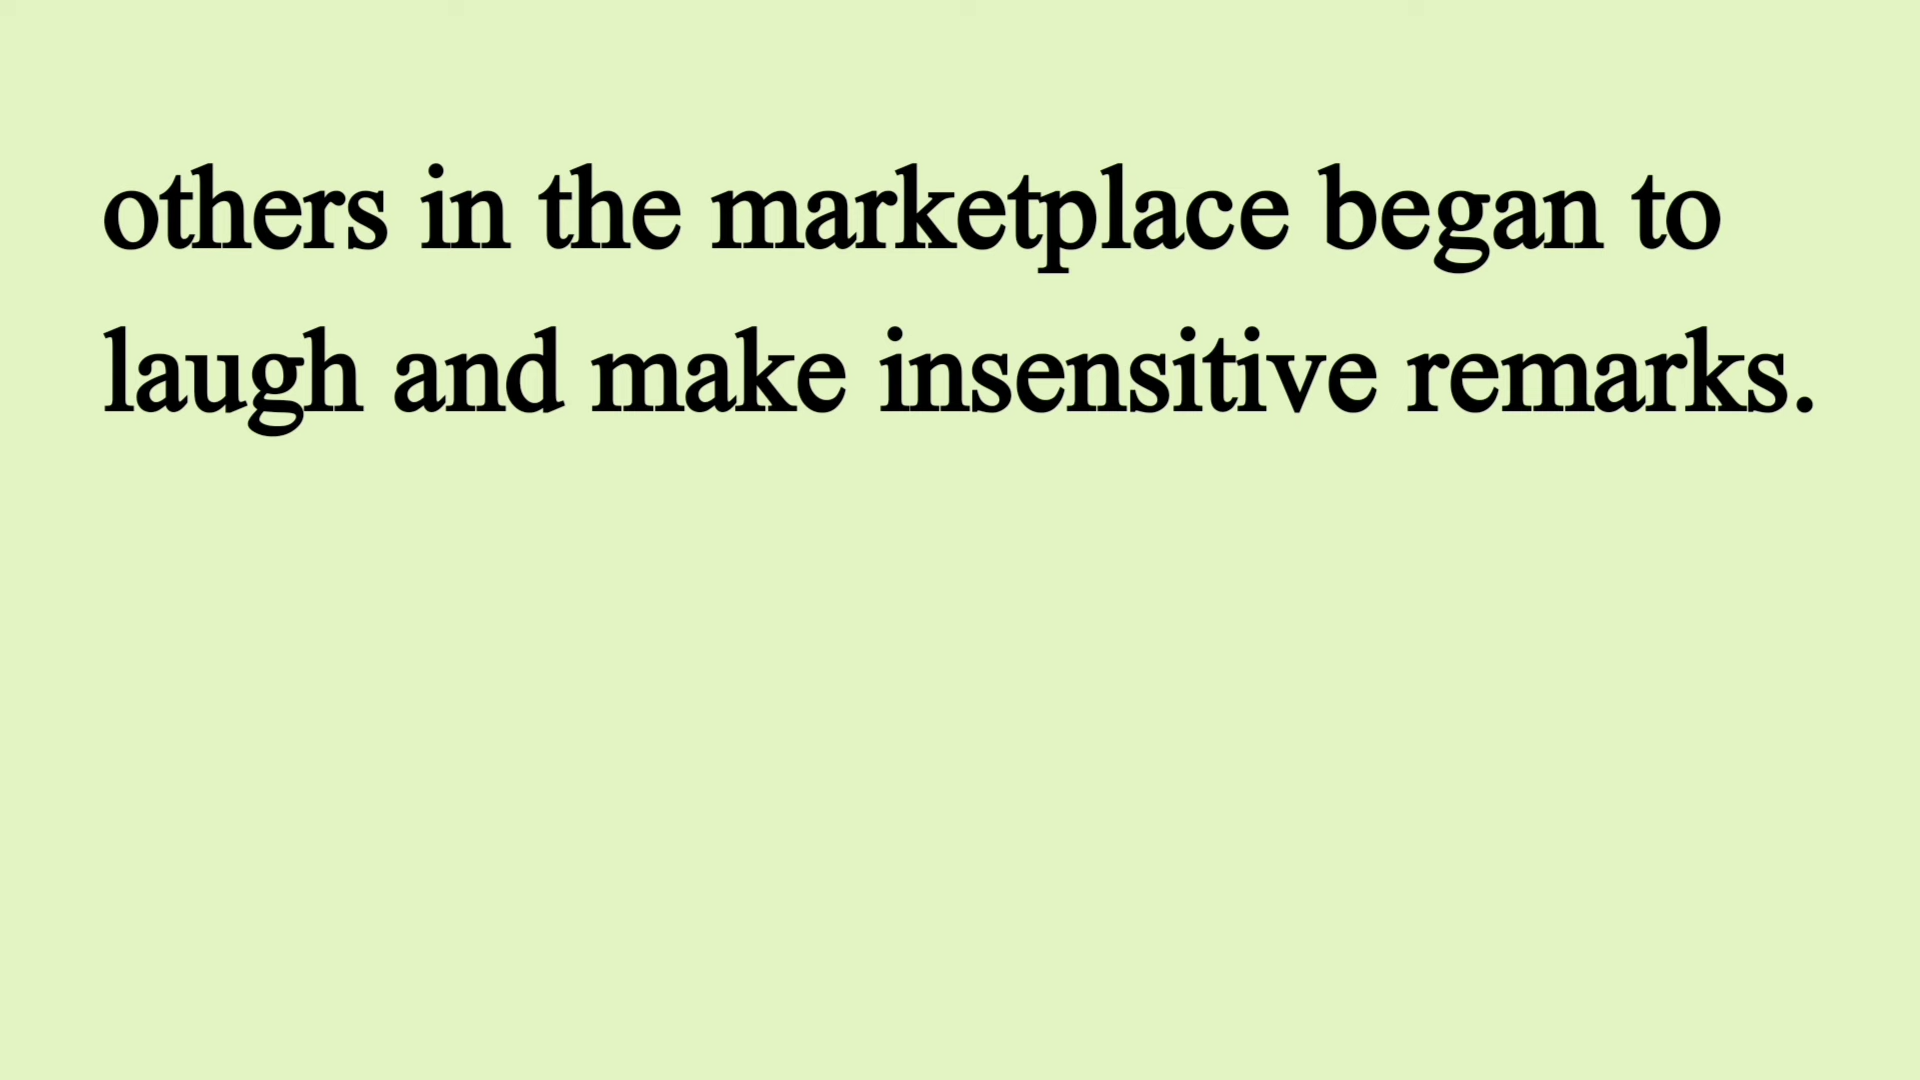 others in the marketplace began to
laugh and make insensitive remarks.